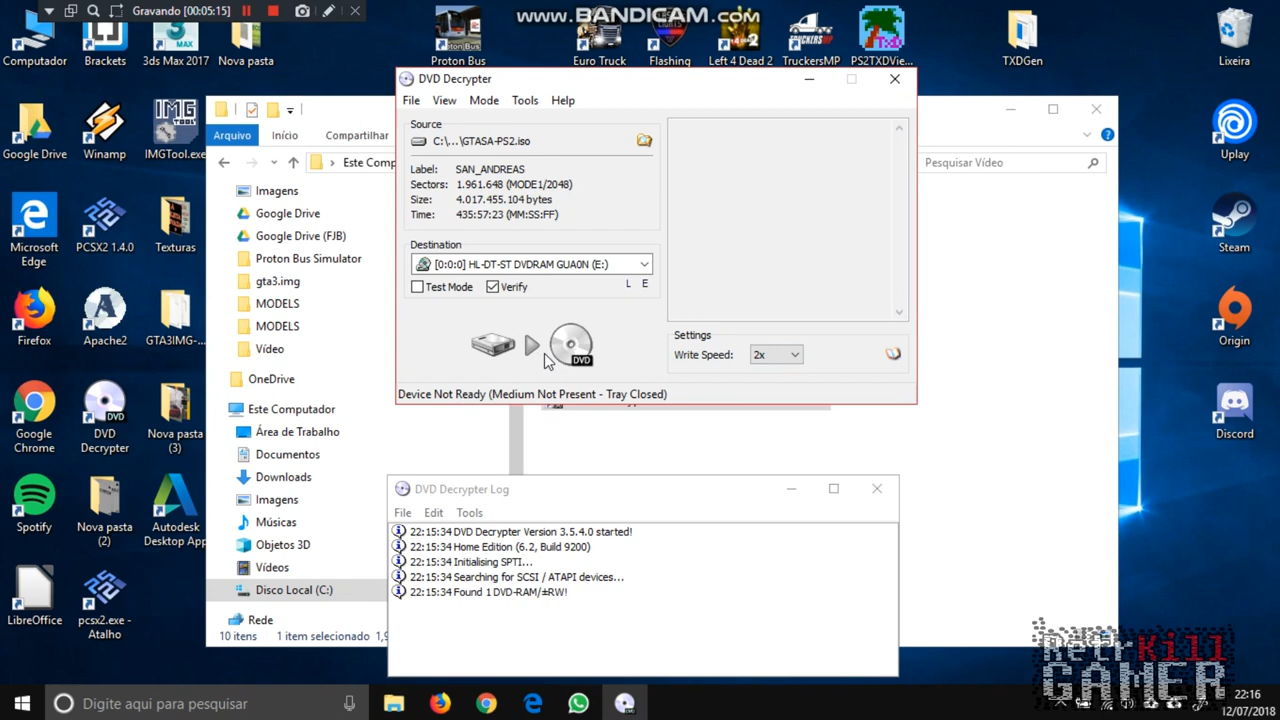 Gravando [00:05:15]
www.BANDICAM.com
Computador
Brackets
3ds Max 2017
Nova pasta
Proton Bus
Euro Truck
Flashing
Left 4 Dead 2
TruckersMP
PS2TXDVie...
TXDGen
Lixeira
Google Drive
Winamp
IMGTool.exe
Uplay
Microsoft
Edge
PCSX2 1.4.0
Texturas
Steam
Firefox
Apache2
GTA3IMG-...
Origin
Google
Chrome
DVD
Decrypter
Nova pasta
(3)
Discord
Spotify
Nova pasta
(2)
Autodesk
Desktop App
LibreOffice
pcsx2.exe -
Atalho
Arquivo
Início
Compartilhar
Este Comp
Pesquisar Vídeo
Imagens
Google Drive
Google Drive (FJB)
Proton Bus Simulator
gta3.img
MODELS
MODELS
Vídeo
OneDrive
Este Computador
Área de Trabalho
Documentos
Downloads
Imagens
Músicas
Objetos 3D
Vídeos
Disco Local (C:)
Rede
10 itens
1 item selecionado
DVD Decrypter
File View Mode Tools Help
Source
C:\...\GTASA-PS2.iso
Label: SAN_ANDREAS
Sectors: 1.961.648 (MODE1/2048)
Size: 4.017.455.104 bytes
Time: 435:57:23 (MM:SS:FF)
Destination
[0:0:0] HL-DT-ST DVDRAM GUA0N (E:)
Test Mode
Verify
L E
DVD
Settings
Write Speed: 2x
Device Not Ready (Medium Not Present - Tray Closed)
DVD Decrypter Log
File Edit Tools
22:15:34 DVD Decrypter Version 3.5.4.0 started!
22:15:34 Home Edition (6.2, Build 9200)
22:15:34 Initialising SPTI...
22:15:34 Searching for SCSI / ATAPI devices...
22:15:34 Found 1 DVD-RAM/±RW!
RetrKill
GAMER
Digite aqui para pesquisar
22:16
12/07/2018